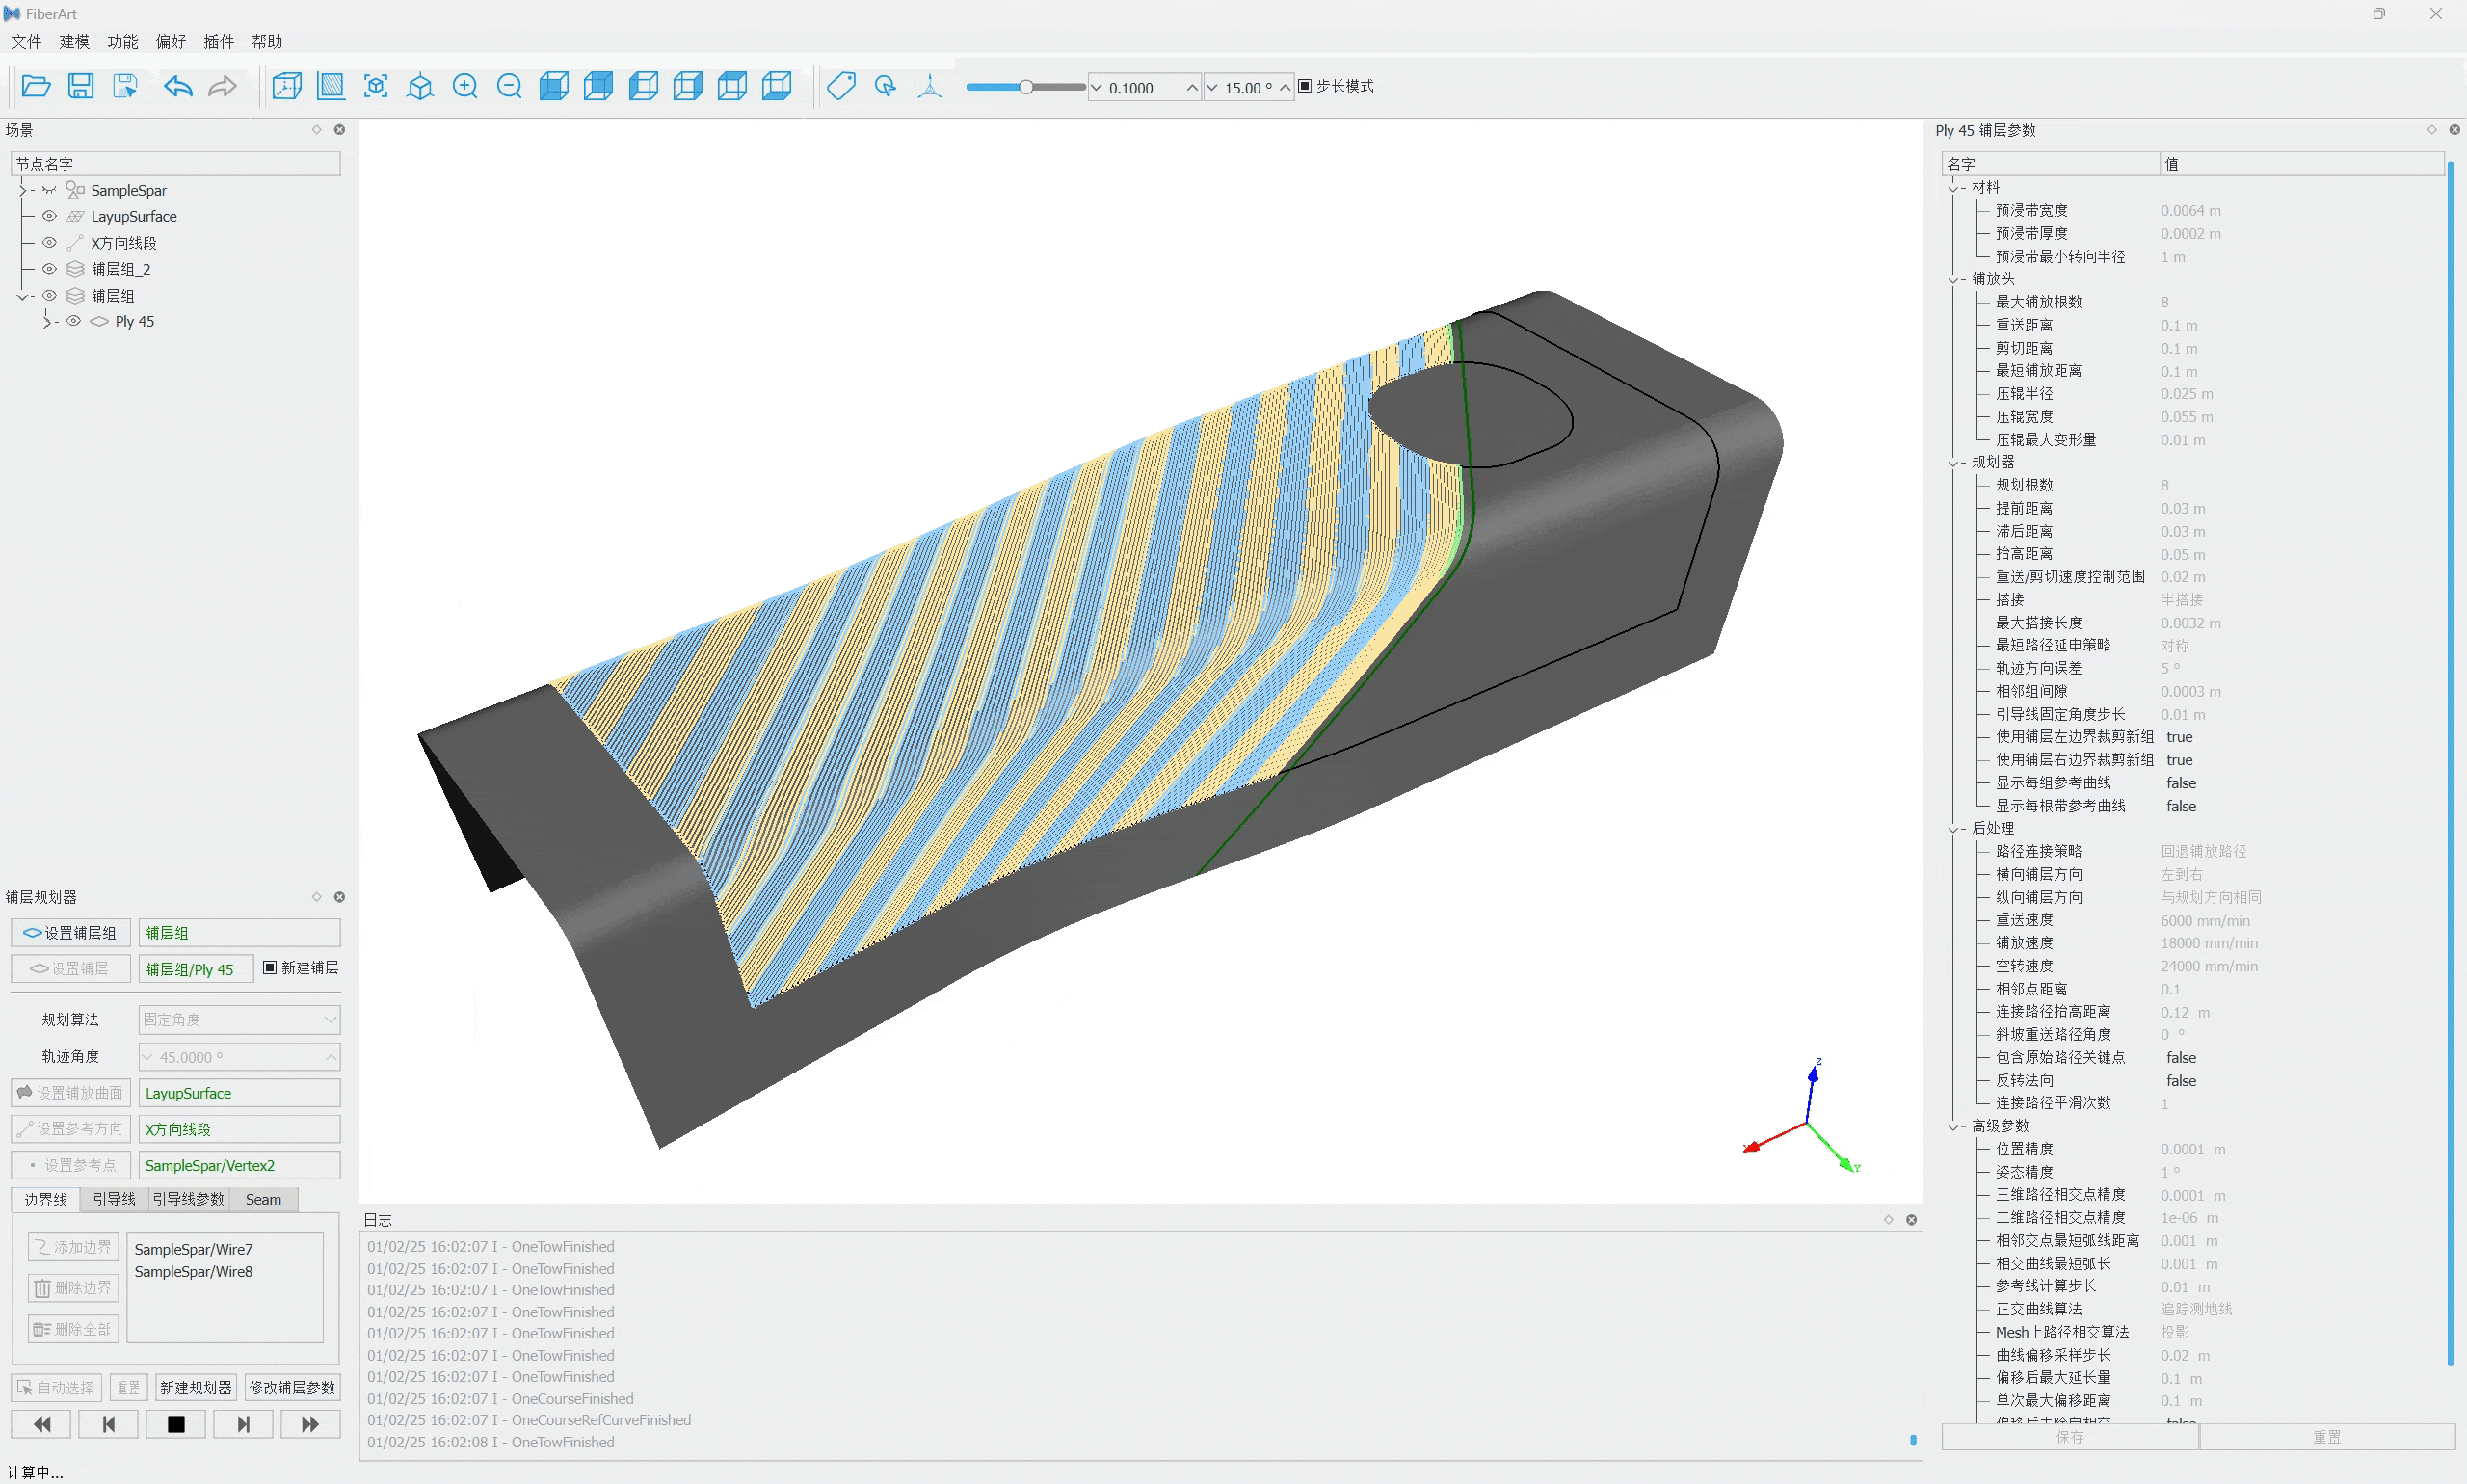 FiberArt
文件 建模 功能 偏好 插件 帮助
0.1000 15.00 ° 步长模式
场景
节点名字
SampleSpar
LayupSurface
X方向线段
铺层组_2
铺层组
Ply 45
铺层规划器
设置铺层组 铺层组
设置铺层 铺层组/Ply 45 新建铺层
规划算法 固定角度
轨迹角度 45.0000 °
设置铺放曲面 LayupSurface
设置参考方向 X方向线段
设置参考点 SampleSpar/Vertex2
边界线 引导线 引导线参数 Seam
添加边界
删除边界
删除全部
SampleSpar/Wire7
SampleSpar/Wire8
自动选择 重置 新建规划器 修改铺层参数
计算中...
Z
Y
日志
01/02/25 16:02:07 I - OneTowFinished
01/02/25 16:02:07 I - OneTowFinished
01/02/25 16:02:07 I - OneTowFinished
01/02/25 16:02:07 I - OneTowFinished
01/02/25 16:02:07 I - OneTowFinished
01/02/25 16:02:07 I - OneTowFinished
01/02/25 16:02:07 I - OneTowFinished
01/02/25 16:02:07 I - OneCourseFinished
01/02/25 16:02:07 I - OneCourseRefCurveFinished
01/02/25 16:02:08 I - OneTowFinished
Ply 45 铺层参数
名字 值
材料
预浸带宽度 0.0064 m
预浸带厚度 0.0002 m
预浸带最小转向半径 1 m
铺放头
最大铺放根数 8
重送距离 0.1 m
剪切距离 0.1 m
最短铺放距离 0.1 m
压辊半径 0.025 m
压辊宽度 0.055 m
压辊最大变形量 0.01 m
规划器
规划根数 8
提前距离 0.03 m
滞后距离 0.03 m
抬高距离 0.05 m
重送/剪切速度控制范围 0.02 m
搭接 半搭接
最大搭接长度 0.0032 m
最短路径延申策略 对称
轨迹方向误差 5 °
相邻组间隙 0.0003 m
引导线固定角度步长 0.01 m
使用铺层左边界裁剪新组 true
使用铺层右边界裁剪新组 true
显示每组参考曲线 false
显示每根带参考曲线 false
后处理
路径连接策略 回退铺放路径
横向铺层方向 左到右
纵向铺层方向 与规划方向相同
重送速度 6000 mm/min
铺放速度 18000 mm/min
空转速度 24000 mm/min
相邻点距离 0.1
连接路径抬高距离 0.12 m
斜坡重送路径角度 0 °
包含原始路径关键点 false
反转法向 false
连接路径平滑次数 1
高级参数
位置精度 0.0001 m
姿态精度 1 °
三维路径相交点精度 0.0001 m
二维路径相交点精度 1e-06 m
相邻交点最短弧线距离 0.001 m
相交曲线最短弧长 0.001 m
参考线计算步长 0.01 m
正交曲线算法 追踪测地线
Mesh上路径相交算法 投影
曲线偏移采样步长 0.02 m
偏移后最大延长量 0.1 m
单次最大偏移距离 0.1 m
偏移后去除自相交 false
保存 重置